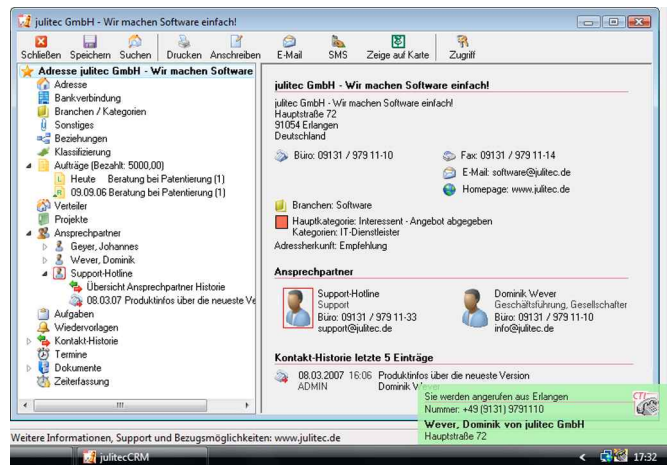 julitec GmbH - Wir machen Software einfach!
Schließen Speichern Suchen Drucken Anschreiben E-Mail SMS Zeige auf Karte Zugriff
Adresse julitec GmbH - Wir machen Software
Adresse
Bankverbindung
Branchen / Kategorien
Sonstiges
Beziehungen
Klassifizierung
Aufträge (Bezahlt: 5000,00)
Heute Beratung bei Patentierung (1)
09.09.06 Beratung bei Patentierung (1)
Verteiler
Projekte
Ansprechpartner
Geyer, Johannes
Wever, Dominik
Support-Hotline
Übersicht Ansprechpartner Historie
08.03.07 Produktinfos über die neueste Ve
Aufgaben
Wiedervorlagen
Kontakt-Historie
Termine
Dokumente
Zeiterfassung
julitec GmbH - Wir machen Software einfach!
julitec GmbH - Wir machen Software einfach!
Hauptstraße 72
91054 Erlangen
Deutschland
Büro: 09131 / 979 11-10 Fax: 09131 / 979 11-14
E-Mail: software@julitec.de
Homepage: www.julitec.de
Branchen: Software
Hauptkategorie: Interessent - Angebot abgegeben
Kategorien: IT-Dienstleister
Adressherkunft: Empfehlung
Ansprechpartner
Support-Hotline
Support
Büro: 09131 / 979 11-33
support@julitec.de
Dominik Wever
Geschäftsführung, Gesellschafter
Büro: 09131 / 979 11-10
info@julitec.de
Kontakt-Historie letzte 5 Einträge
08.03.2007 16:06 Produktinfos über die neueste Version
ADMIN Dominik Wever
Sie werden angerufen aus Erlangen
CTI
Nummer: +49 (9131) 9791110
Wever, Dominik von julitec GmbH
Hauptstraße 72
Weitere Informationen, Support und Bezugsmöglichkeiten: www.julitec.de
julitecCRM
17:32